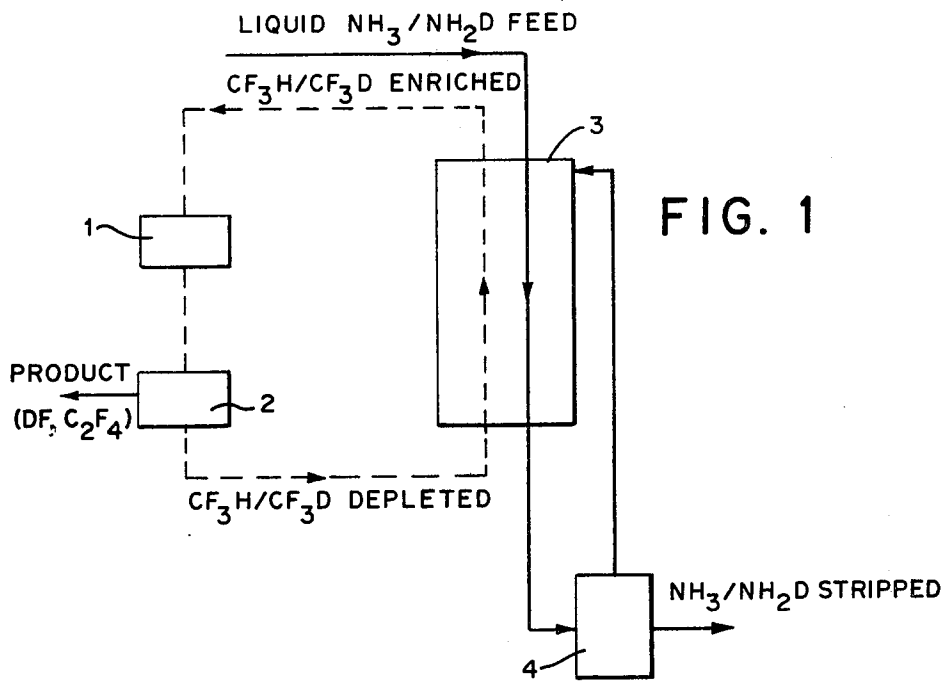 LIQUID NH3/NH2D FEED
CF3H/CF3D ENRICHED
3
FIG. 1
1
PRODUCT
2
(DF, C2F4)
CF3H/CF3D DEPLETED
NH3/NH2D STRIPPED
4